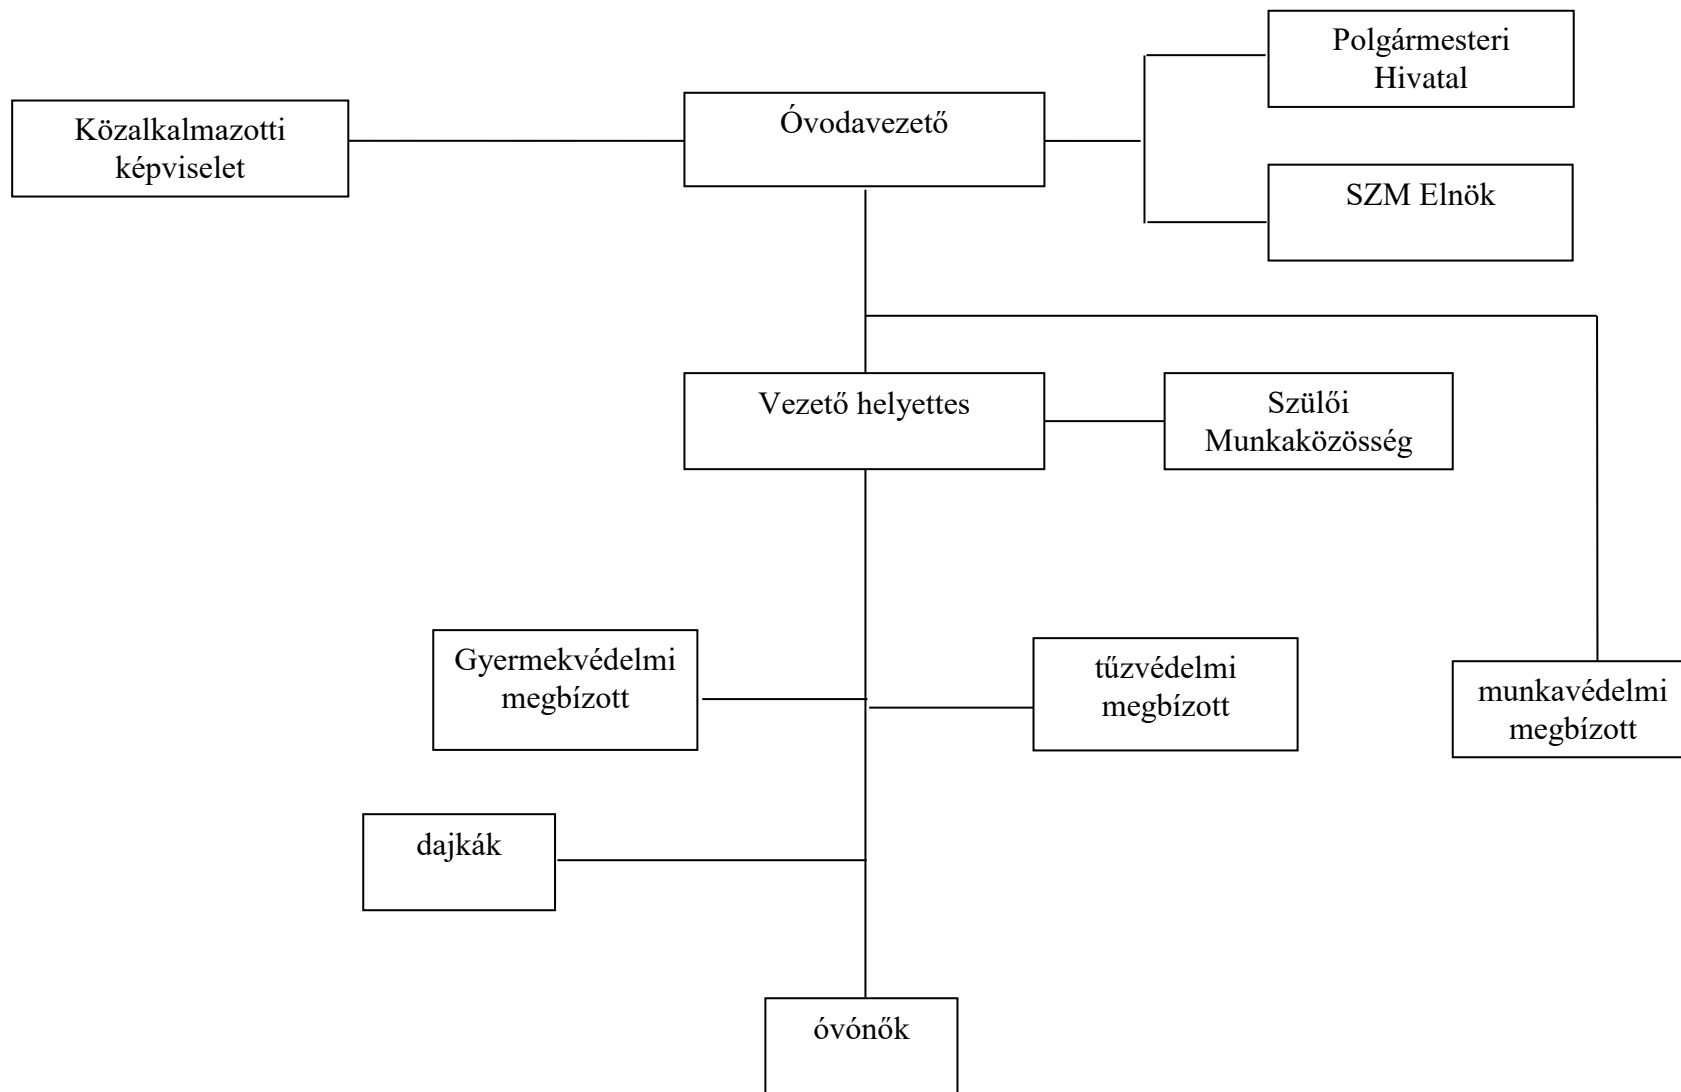 Polgármesteri
Hivatal
Közalkalmazotti
képviselet
Óvodavezető
SZM Elnök
Vezető helyettes
Szülői
Munkaközösség
Gyermekvédelmi
megbízott
tűzvédelmi
megbízott
munkavédelmi
megbízott
dajkák
óvónők